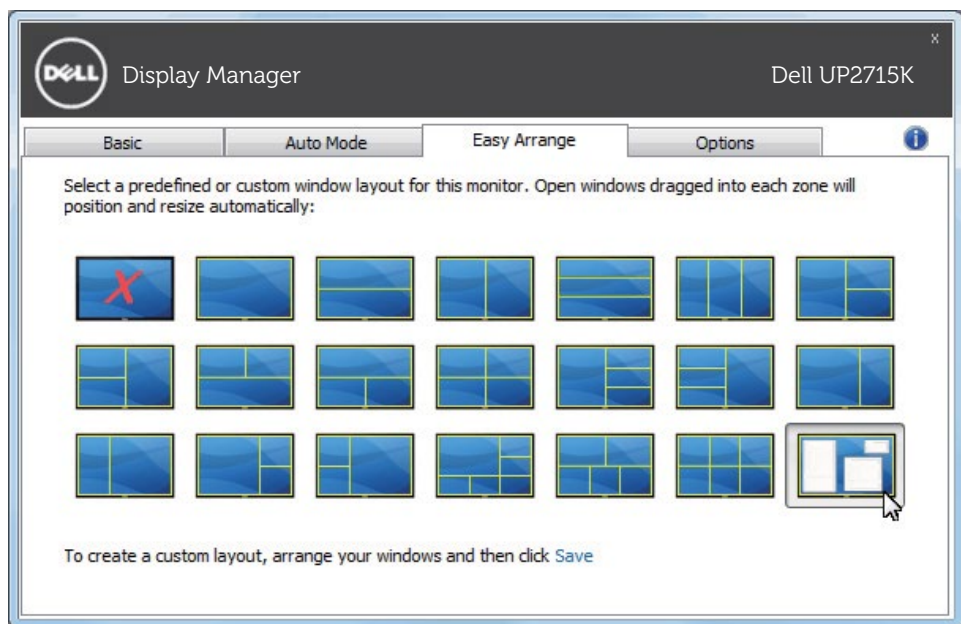 DELL
Display Manager
Dell UP2715K
X
Basic
Auto Mode
Easy Arrange
Options
i
Select a predefined or custom window layout for this monitor. Open windows dragged into each zone will
position and resize automatically:
X
To create a custom layout, arrange your windows and then click Save